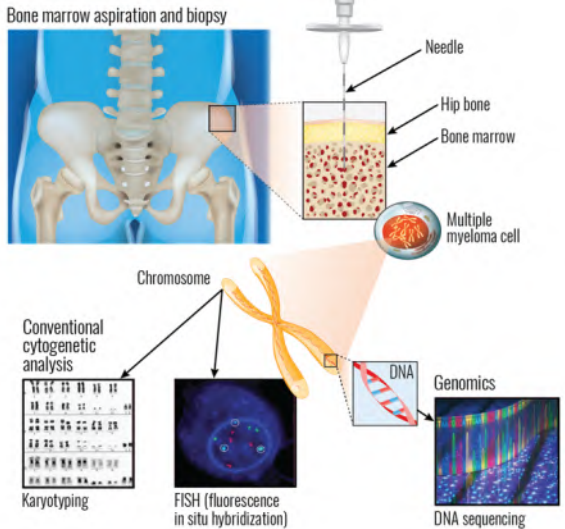 Bone marrow aspiration and biopsy
Needle
Hip bone
Bone marrow
Multiple
myeloma cell
Chromosome
Conventional
cytogenetic
analysis
DNA
Genomics
Karyotyping
FISH (fluorescence
in situ hybridization)
DNA sequencing